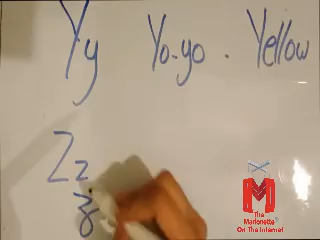 Yy Yo-yo . Yellow
Zz
z
The
Marionette
On The Internet